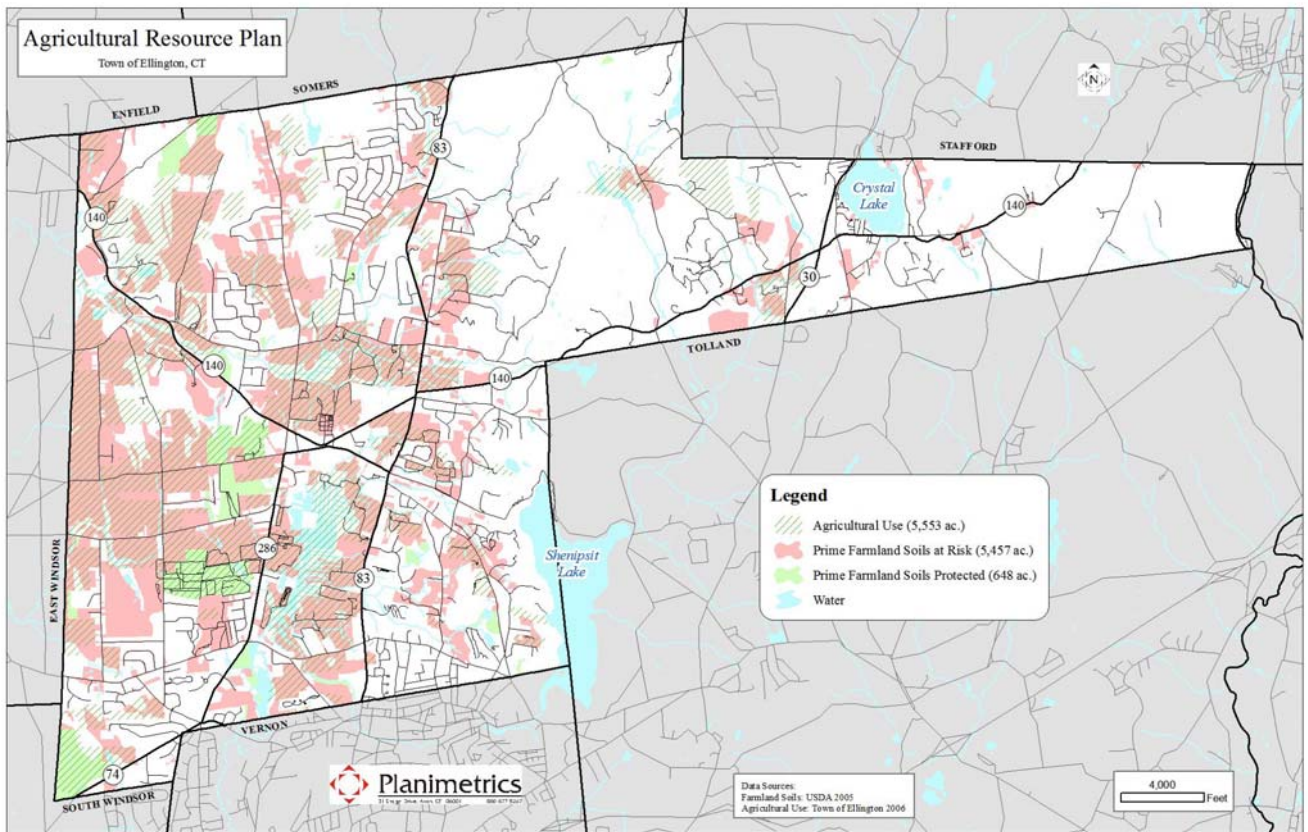 Agricultural Resource Plan
Town of Ellington, CT
ENFIELD
SOMERS
N
STAFFORD
83
Crystal
Lake
140
140
30
TOLLAND
140
140
Legend
Agricultural Use (5,553 ac.)
Prime Farmland Soils at Risk (5,457 ac.)
Prime Farmland Soils Protected (648 ac.)
Water
EAST WINDSOR
286
83
Shenipsit
Lake
VERNON
74
SOUTH WINDSOR
Planimetrics
Data Sources:
Farmland Soils: USDA 2005
Agricultural Use: Town of Ellington 2006
4,000
Feet